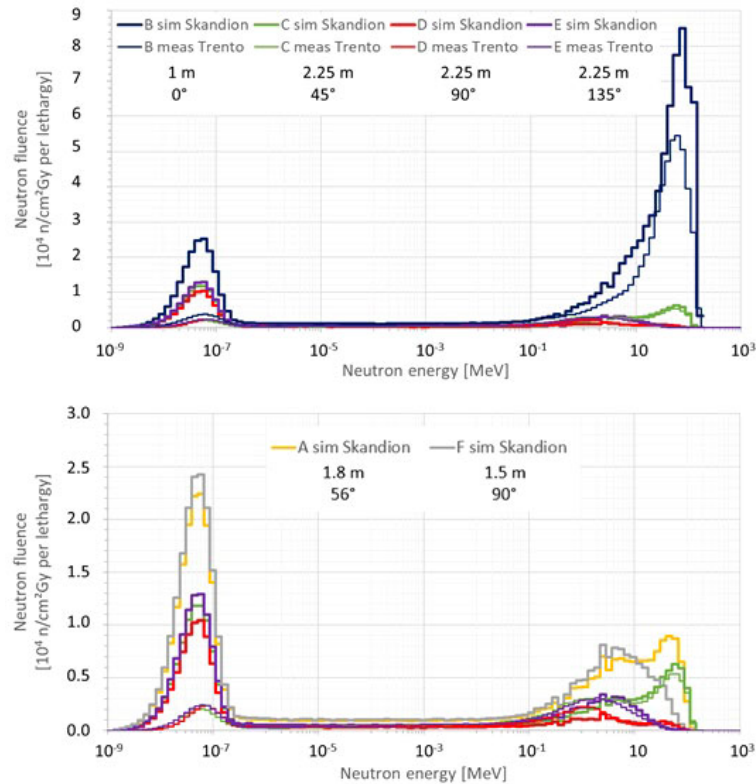 B sim Skandion C sim Skandion D sim Skandion E sim Skandion
B meas Trento C meas Trento D meas Trento E meas Trento
1 m 2.25 m 2.25 m 2.25 m
0° 45° 90° 135°
Neutron fluence
[10⁴ n/cm²Gy per lethargy]
9
8
7
6
5
4
3
2
1
0
10⁻⁹ 10⁻⁷ 10⁻⁵ 10⁻³ 10⁻¹ 10 10³
Neutron energy [MeV]
A sim Skandion F sim Skandion
1.8 m 1.5 m
56° 90°
Neutron fluence
[10⁴ n/cm²Gy per lethargy]
3.0
2.5
2.0
1.5
1.0
0.5
0.0
10⁻⁹ 10⁻⁷ 10⁻⁵ 10⁻³ 10⁻¹ 10 10³
Neutron energy [MeV]